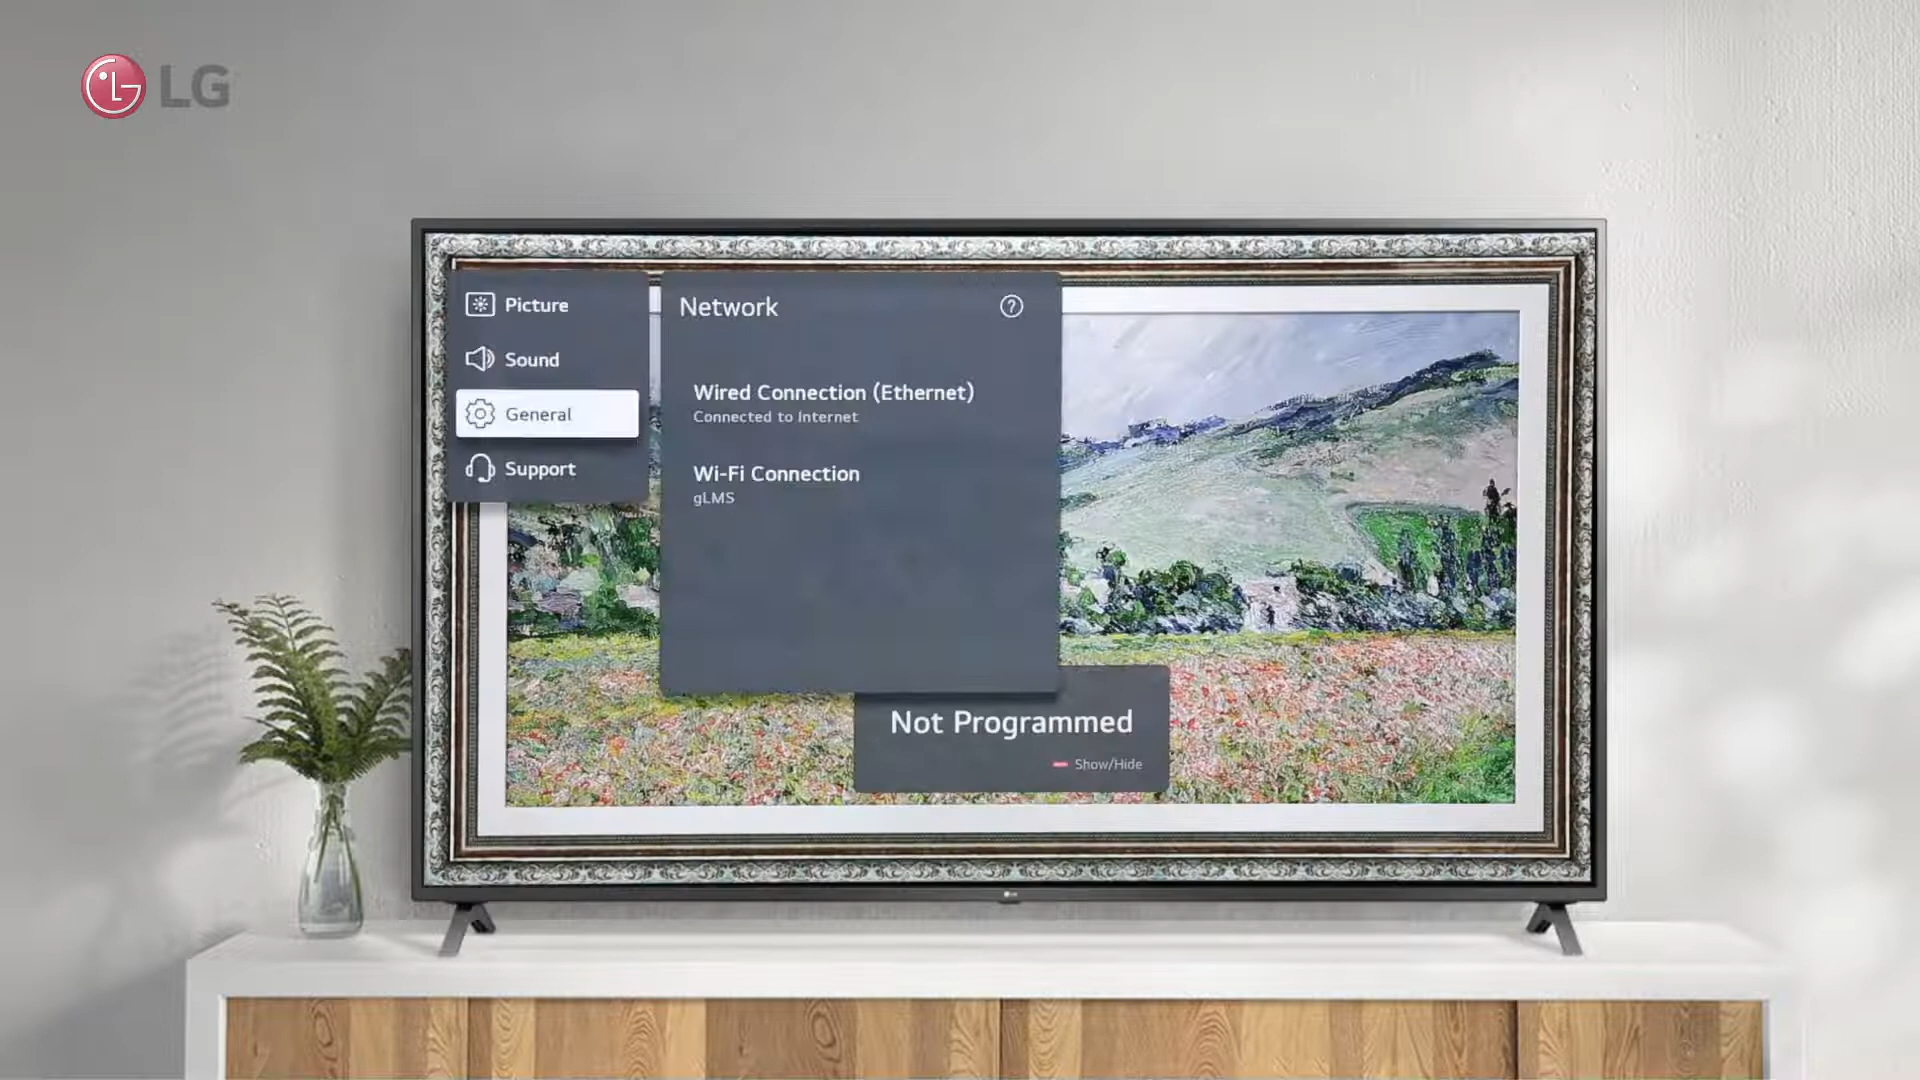 LG
Picture
Sound
General
Support
Network
Wired Connection (Ethernet)
Connected to Internet
Wi-Fi Connection
gLMS
Not Programmed
Show/Hide